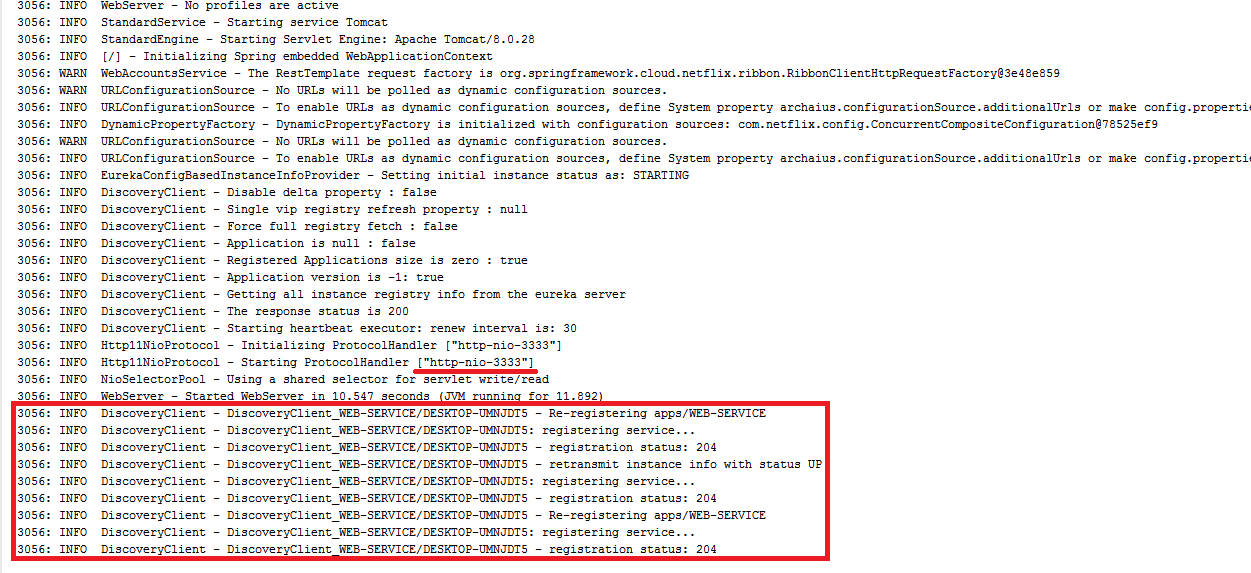 3056: INFO WebServer - No profiles are active
3056: INFO StandardService - Starting service Tomcat
3056: INFO StandardEngine - Starting Servlet Engine: Apache Tomcat/8.0.28
3056: INFO [/] - Initializing Spring embedded WebApplicationContext
3056: WARN WebAccountsService - The RestTemplate request factory is org.springframework.cloud.netflix.ribbon.RibbonClientHttpRequestFactory@3e48e859
3056: WARN URLConfigurationSource - No URLs will be polled as dynamic configuration sources.
3056: INFO URLConfigurationSource - To enable URLs as dynamic configuration sources, define System property archaius.configurationSource.additionalUrls or make config.propertie
3056: INFO DynamicPropertyFactory - DynamicPropertyFactory is initialized with configuration sources: com.netflix.config.ConcurrentCompositeConfiguration@78525ef9
3056: WARN URLConfigurationSource - No URLs will be polled as dynamic configuration sources.
3056: INFO URLConfigurationSource - To enable URLs as dynamic configuration sources, define System property archaius.configurationSource.additionalUrls or make config.propertie
3056: INFO EurekaConfigBasedInstanceInfoProvider - Setting initial instance status as: STARTING
3056: INFO DiscoveryClient - Disable delta property : false
3056: INFO DiscoveryClient - Single vip registry refresh property : null
3056: INFO DiscoveryClient - Force full registry fetch : false
3056: INFO DiscoveryClient - Application is null : false
3056: INFO DiscoveryClient - Registered Applications size is zero : true
3056: INFO DiscoveryClient - Application version is -1: true
3056: INFO DiscoveryClient - Getting all instance registry info from the eureka server
3056: INFO DiscoveryClient - The response status is 200
3056: INFO DiscoveryClient - Starting heartbeat executor: renew interval is: 30
3056: INFO Http11NioProtocol - Initializing ProtocolHandler ["http-nio-3333"]
3056: INFO Http11NioProtocol - Starting ProtocolHandler ["http-nio-3333"]
3056: INFO NioSelectorPool - Using a shared selector for servlet write/read
3056: INFO WebServer - Started WebServer in 10.547 seconds (JVM running for 11.892)
3056: INFO DiscoveryClient - DiscoveryClient_WEB-SERVICE/DESKTOP-UMNJDT5 - Re-registering apps/WEB-SERVICE
3056: INFO DiscoveryClient - DiscoveryClient_WEB-SERVICE/DESKTOP-UMNJDT5: registering service...
3056: INFO DiscoveryClient - DiscoveryClient_WEB-SERVICE/DESKTOP-UMNJDT5 - registration status: 204
3056: INFO DiscoveryClient - DiscoveryClient_WEB-SERVICE/DESKTOP-UMNJDT5 - retransmit instance info with status UP
3056: INFO DiscoveryClient - DiscoveryClient_WEB-SERVICE/DESKTOP-UMNJDT5: registering service...
3056: INFO DiscoveryClient - DiscoveryClient_WEB-SERVICE/DESKTOP-UMNJDT5 - registration status: 204
3056: INFO DiscoveryClient - DiscoveryClient_WEB-SERVICE/DESKTOP-UMNJDT5 - Re-registering apps/WEB-SERVICE
3056: INFO DiscoveryClient - DiscoveryClient_WEB-SERVICE/DESKTOP-UMNJDT5: registering service...
3056: INFO DiscoveryClient - DiscoveryClient_WEB-SERVICE/DESKTOP-UMNJDT5 - registration status: 204